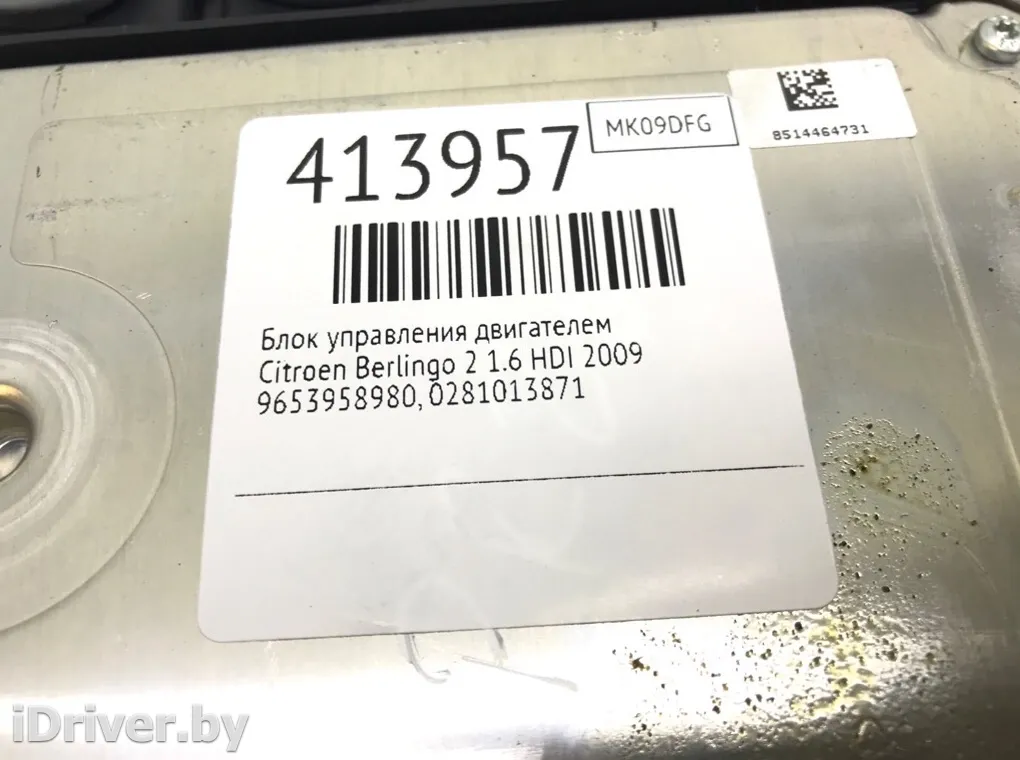 413957
MK09DFG
8514464731
Блок управления двигателем
Citroen Berlingo 2 1.6 HDI 2009
9653958980, 0281013871
iDriver.by